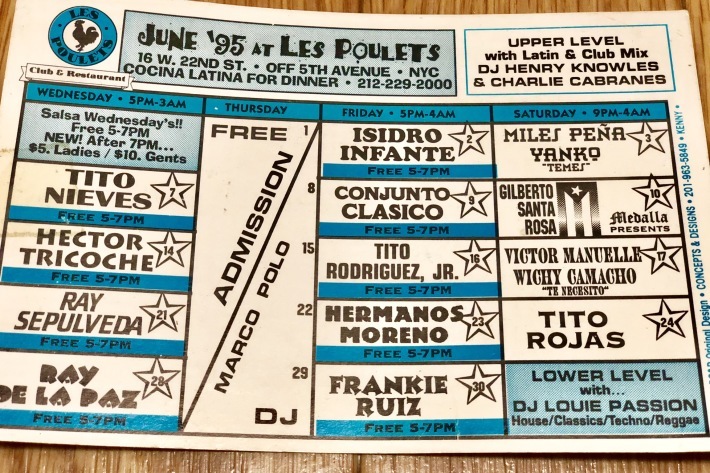 LES
POULETS
Club & Restaurant
JUNE '95 AT LES POULETS
16 W. 22ND ST. • OFF 5TH AVENUE • NYC
COCINA LATINA FOR DINNER • 212-229-2000
UPPER LEVEL
with Latin & Club Mix
DJ HENRY KNOWLES
& CHARLIE CABRANES
WEDNESDAY • 5PM-3AM
Salsa Wednesday's!!
Free 5-7PM
NEW! After 7PM...
$5. Ladies / $10. Gents
TITO
NIEVES
7
FREE 5-7PM
HECTOR
TRICOCHE
14
FREE 5-7PM
RAY
SEPULVEDA
21
FREE 5-7PM
RAY
DE LA PAZ
28
FREE 5-7PM
THURSDAY
FREE
ADMISSION
1
8
15
22
29
MARCO POLO
DJ
FRIDAY • 5PM-4AM
ISIDRO
INFANTE
2
FREE 5-7PM
CONJUNTO
CLASICO
9
FREE 5-7PM
TITO
RODRIGUEZ, JR.
16
FREE 5-7PM
HERMANOS
MORENO
23
FREE 5-7PM
FRANKIE
RUIZ
30
FREE 5-7PM
SATURDAY • 9PM-4AM
MILES PEÑA
YANKO
"TEMES"
3
GILBERTO
SANTA
ROSA
10
Medalla
PRESENTS
VICTOR MANUELLE
WICHY CAMACHO
"TE NECESITO"
17
TITO
ROJAS
24
LOWER LEVEL
with...
DJ LOUIE PASSION
House/Classics/Techno/Reggae
Original Design • CONCEPTS & DESIGNS • 201-963-5849 • KENNY •